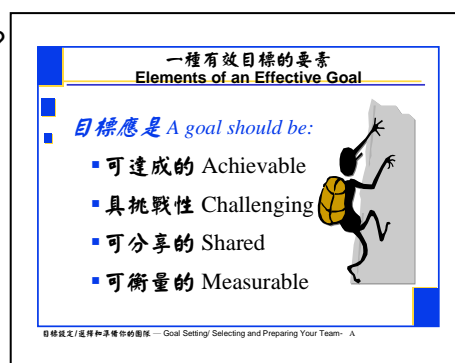 一種有效目標的要素
Elements of an Effective Goal
目標應是 A goal should be:
可達成的 Achievable
具挑戰性 Challenging
可分享的 Shared
可衡量的 Measurable
目標設定/選擇和準備你的團隊 — Goal Setting/ Selecting and Preparing Your Team- A